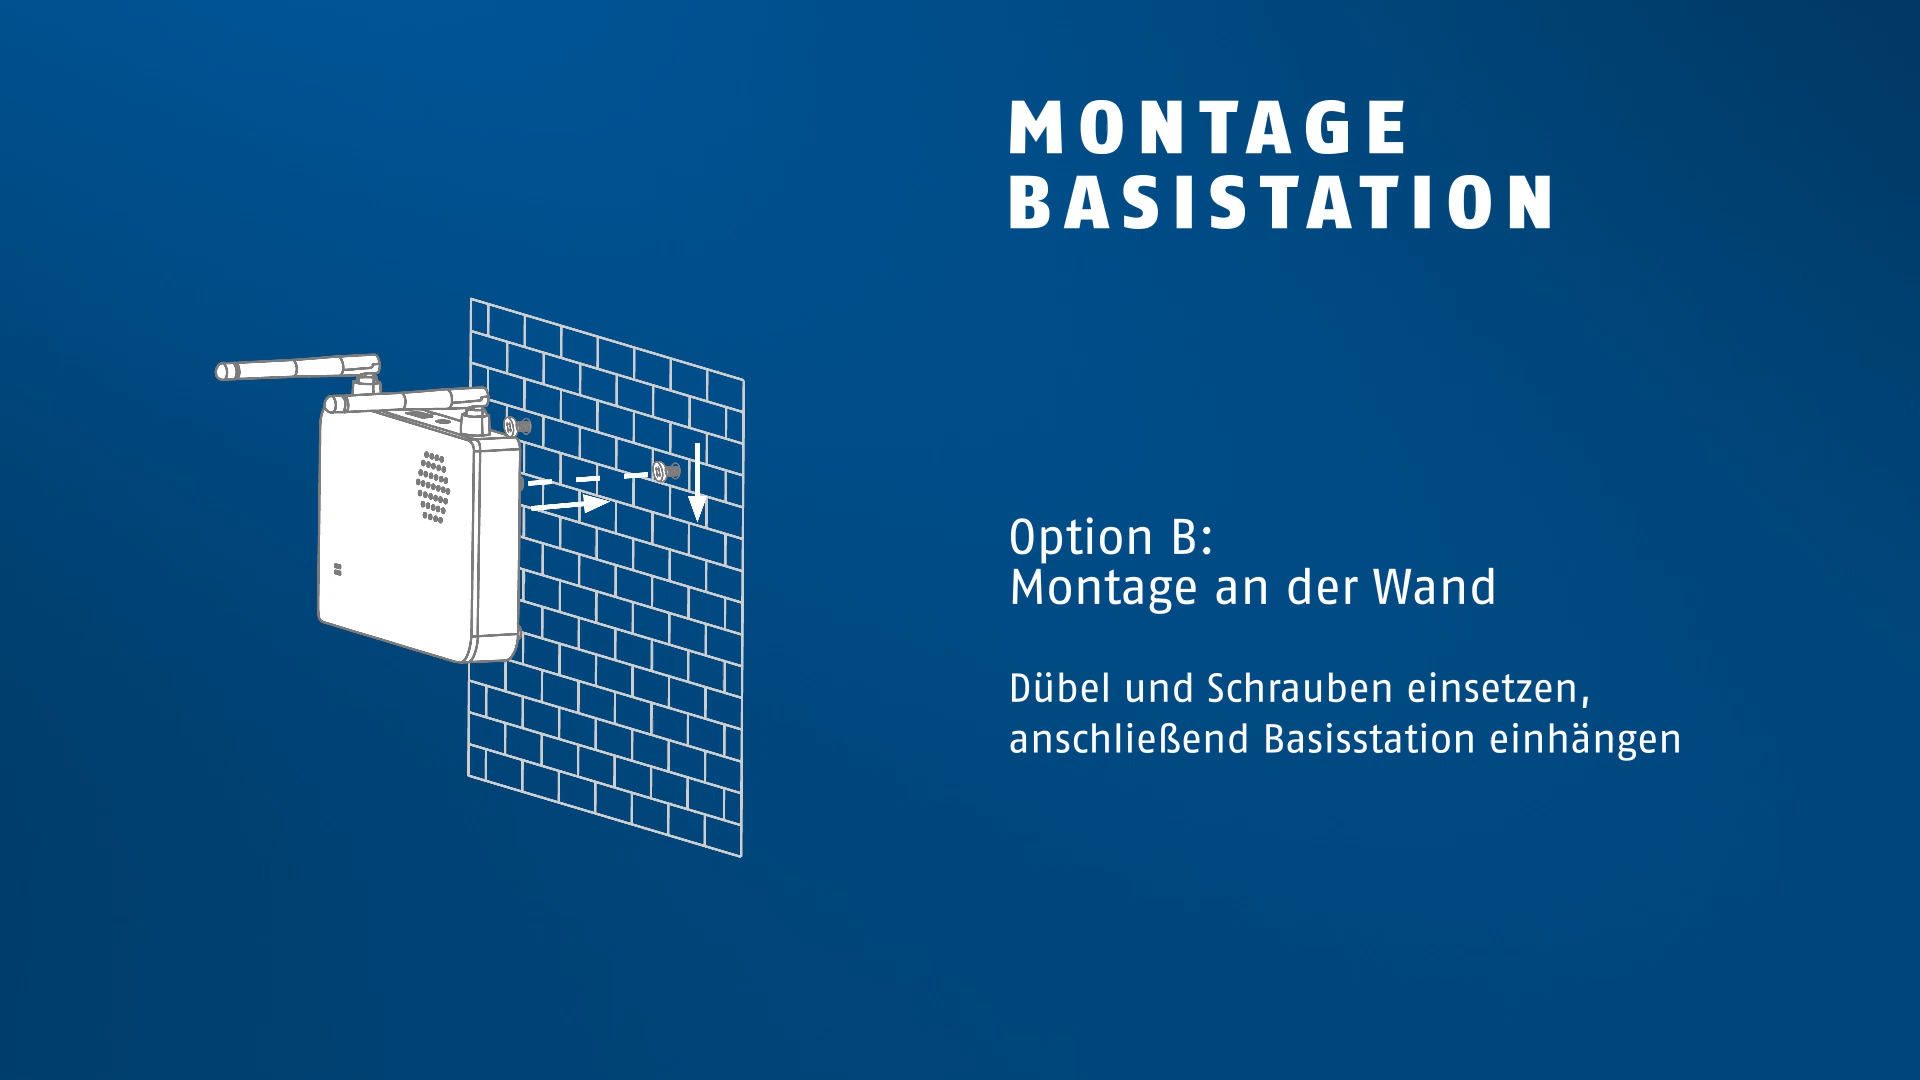 MONTAGE
BASISTATION
Option B:
Montage an der Wand
Dübel und Schrauben einsetzen,
anschließend Basisstation einhängen